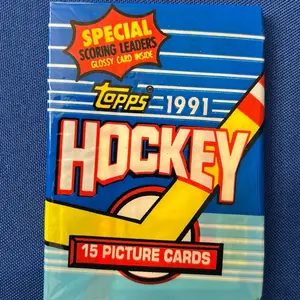 SPECIAL
SCORING LEADERS
GLOSSY CARD INSIDE
Topps 1991
HOCKEY
15 PICTURE CARDS